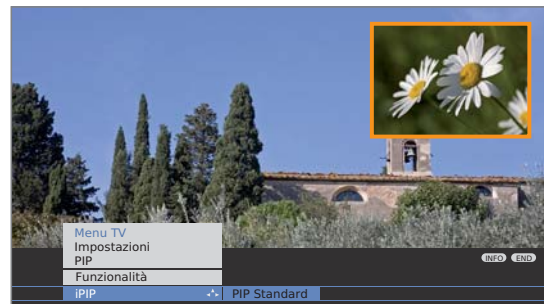 Menu TV
Impostazioni
PIP
Funzionalità
iPIP PIP Standard
INFO END